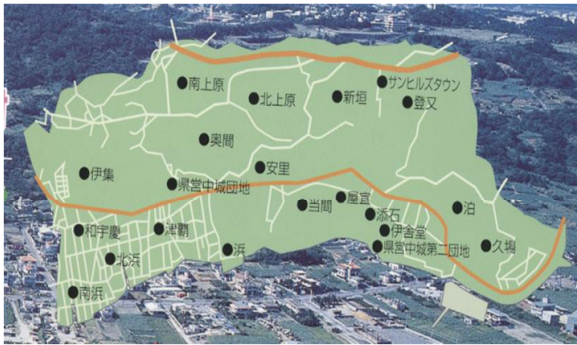 南上原
北上原
新垣
サンヒルズタウン
登又
奥間
安里
伊集
県営中城団地
当間
屋宜
添石
泊
和宇慶
津覇
伊舎堂
浜
県営中城第二団地
久場
北浜
南浜